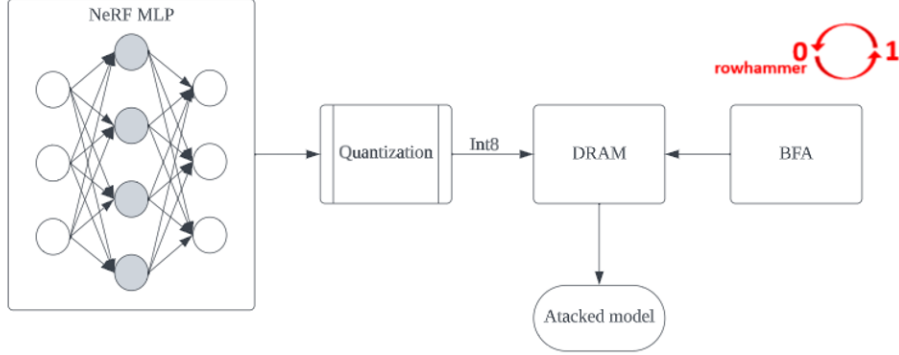 NeRF MLP
0 1
rowhammer
Quantization
Int8
DRAM
BFA
Atacked model